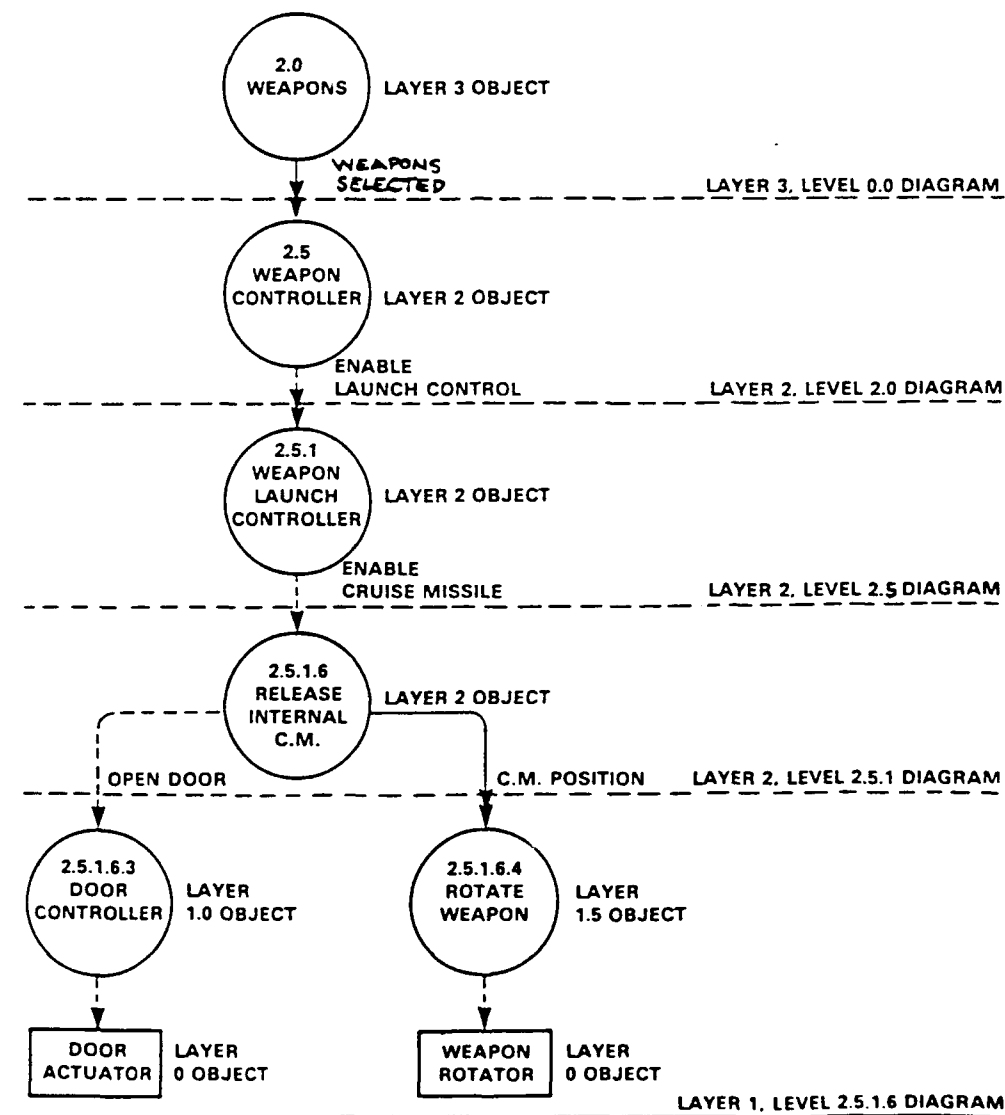 2.0
WEAPONS
LAYER 3 OBJECT
WEAPONS
SELECTED
LAYER 3, LEVEL 0.0 DIAGRAM
2.5
WEAPON
CONTROLLER
LAYER 2 OBJECT
ENABLE
LAUNCH CONTROL
LAYER 2, LEVEL 2.0 DIAGRAM
2.5.1
WEAPON
LAUNCH
CONTROLLER
LAYER 2 OBJECT
ENABLE
CRUISE MISSILE
LAYER 2, LEVEL 2.5 DIAGRAM
2.5.1.6
RELEASE
INTERNAL
C.M.
LAYER 2 OBJECT
OPEN DOOR
C.M. POSITION
LAYER 2, LEVEL 2.5.1 DIAGRAM
2.5.1.6.3
DOOR
CONTROLLER
LAYER
1.0 OBJECT
2.5.1.6.4
ROTATE
WEAPON
LAYER
1.5 OBJECT
DOOR
ACTUATOR
LAYER
0 OBJECT
WEAPON
ROTATOR
LAYER
0 OBJECT
LAYER 1, LEVEL 2.5.1.6 DIAGRAM